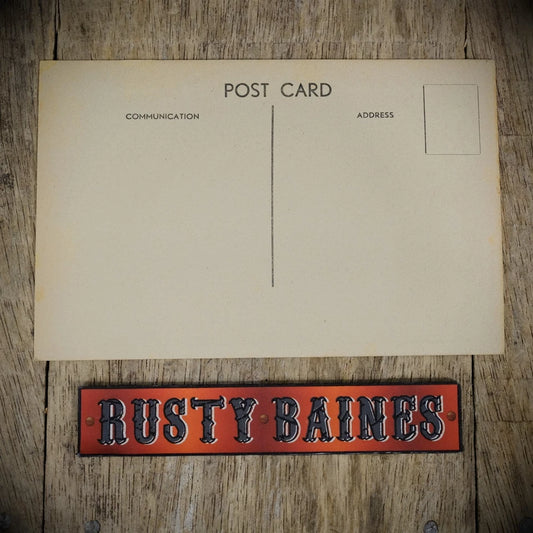 POST CARD
COMMUNICATION ADDRESS
RUSTY BAINES